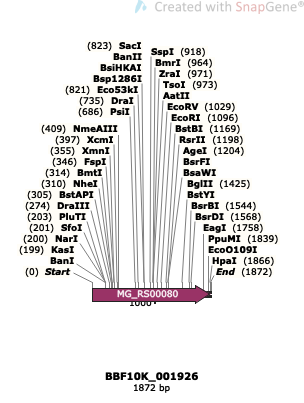 Created with SnapGene®
(823) SacI
BanII
BsiHKAI
Bsp1286I
(821) Eco53kI
(735) DraI
(686) PsiI
(409) NmeAIII
(397) XcmI
(355) XmnI
(346) FspI
(314) BmtI
(310) NheI
(305) BstAPI
(274) DraIII
(203) PluTI
(201) SfoI
(200) NarI
(199) KasI
BanI
(0) Start
SspI (918)
BmrI (964)
ZraI (971)
TsoI (973)
AatII
EcoRV (1029)
EcoRI (1096)
BstBI (1169)
RsrII (1198)
AgeI (1204)
BsrFI
BsaWI
BglII (1425)
BstYI
BsrBI (1544)
BsrDI (1568)
EagI (1758)
PpuMI (1839)
EcoO109I
HpaI (1866)
End (1872)
MG_RS00080
1000
BBF10K_001926
1872 bp